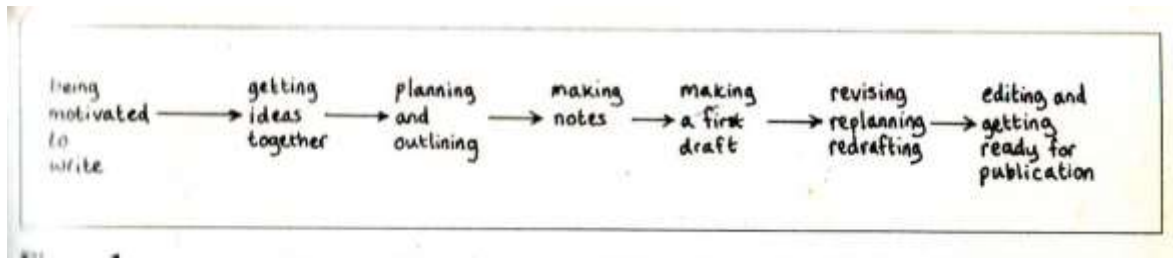 being
motivated
to
write
getting
ideas
together
planning
and
outlining
making
notes
making
a first
draft
revising
replanning
redrafting
editing and
getting
ready for
publication